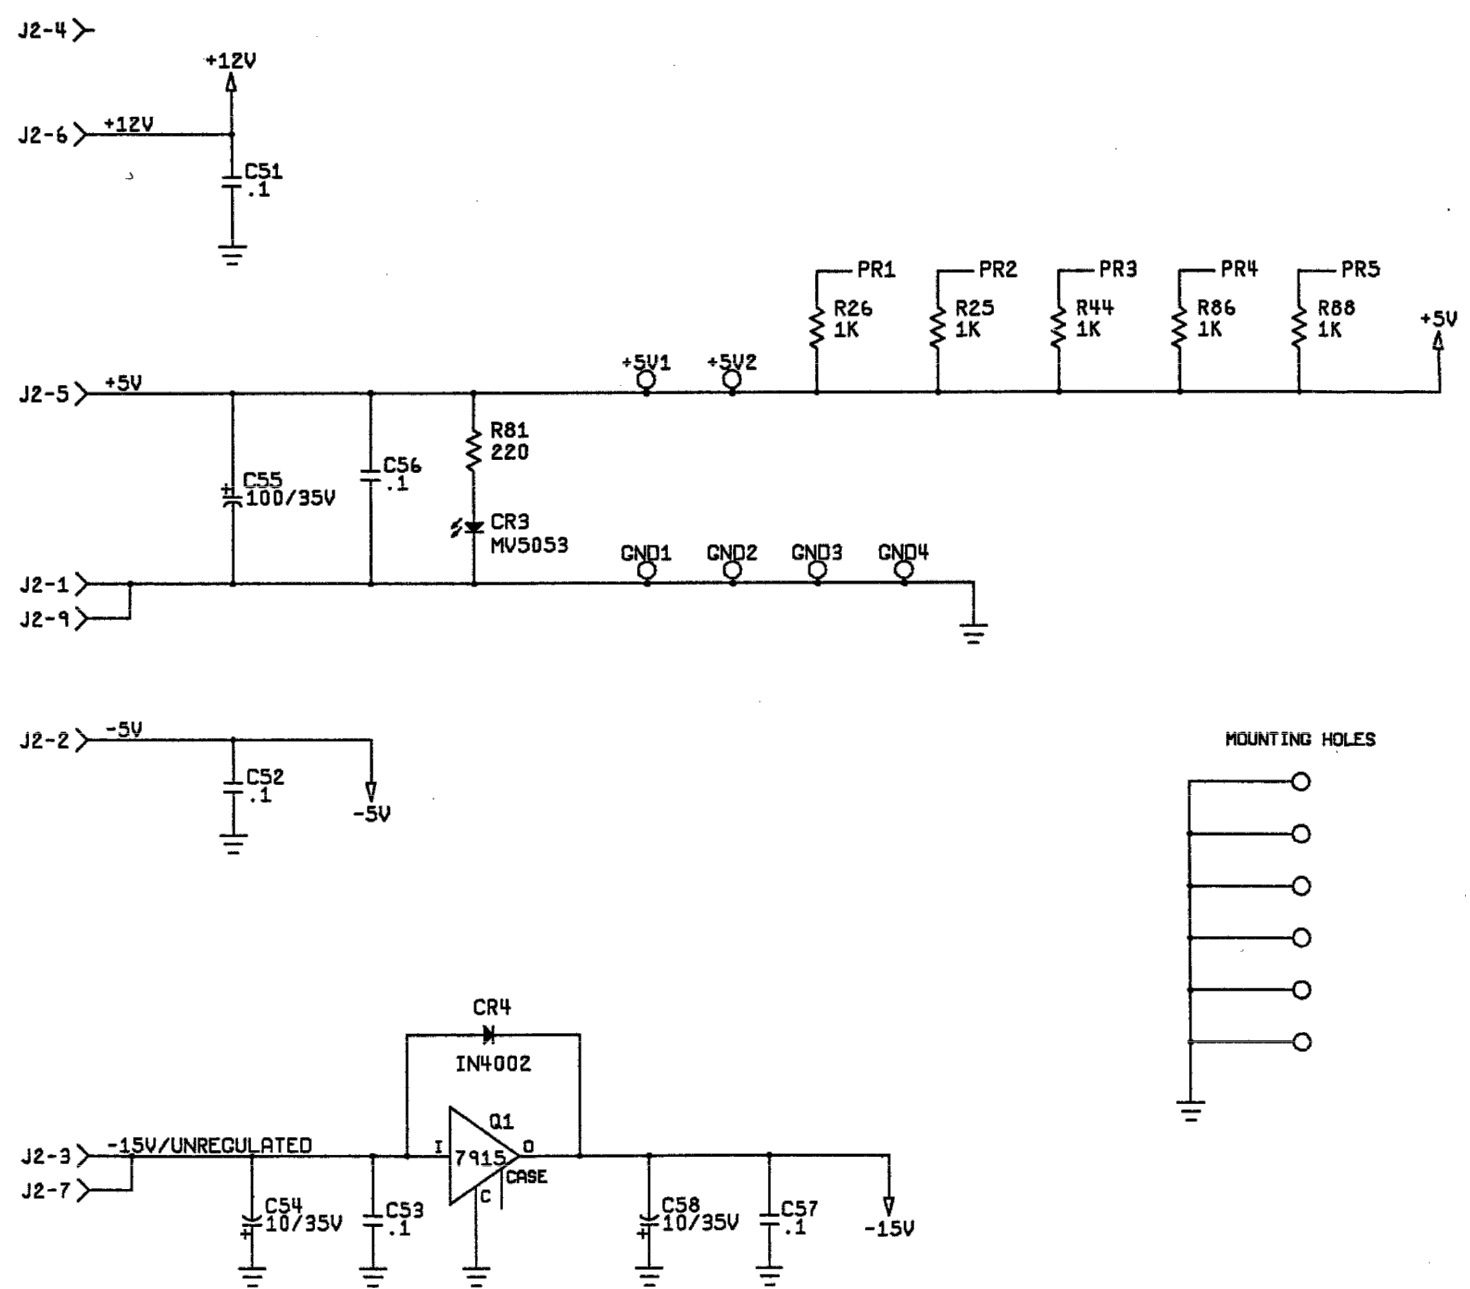 J2-4
+12V
J2-6
+12V
C51
.1
PR1
PR2
PR3
PR4
PR5
R26
1K
R25
1K
R44
1K
R86
1K
R88
1K
+5V
J2-5
+5V
+5V1
+5V2
R81
220
C55
100/35V
C56
.1
CR3
MV5053
GND1
GND2
GND3
GND4
J2-1
J2-9
J2-2
-5V
C52
.1
-5V
MOUNTING HOLES
CR4
IN4002
J2-3
-15V/UNREGULATED
J2-7
I
Q1
7915
O
CASE
C
C54
10/35V
C53
.1
C58
10/35V
C57
.1
-15V